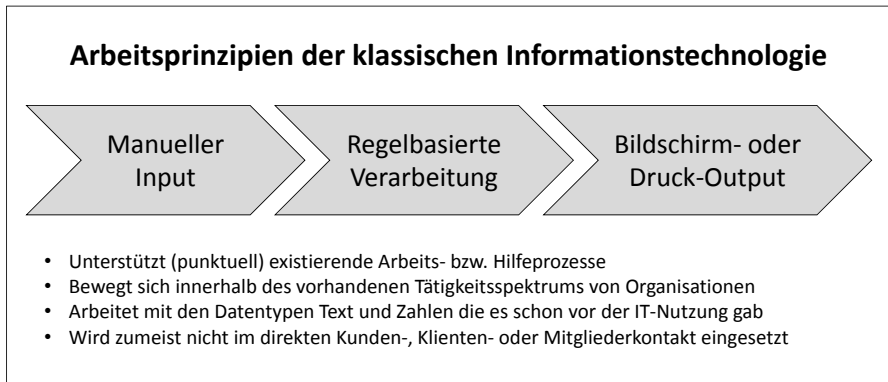 Arbeitsprinzipien der klassischen Informationstechnologie
Manueller
Input
Regelbasierte
Verarbeitung
Bildschirm- oder
Druck-Output
• Unterstützt (punktuell) existierende Arbeits- bzw. Hilfeprozesse
• Bewegt sich innerhalb des vorhandenen Tätigkeitsspektrums von Organisationen
• Arbeitet mit den Datentypen Text und Zahlen die es schon vor der IT-Nutzung gab
• Wird zumeist nicht im direkten Kunden-, Klienten- oder Mitgliederkontakt eingesetzt